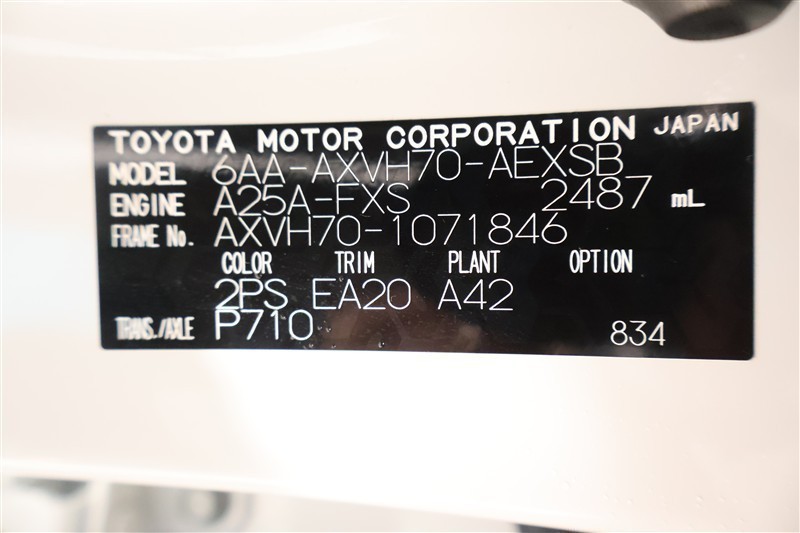 TOYOTA MOTOR CORPORATION JAPAN
MODEL 6AA-AXVH70-AEXSB
ENGINE A25A-FXS 2487 mL
FRAME No. AXVH70-1071846
COLOR TRIM PLANT OPTION
2PS EA20 A42
TRANS./AXLE P710 834